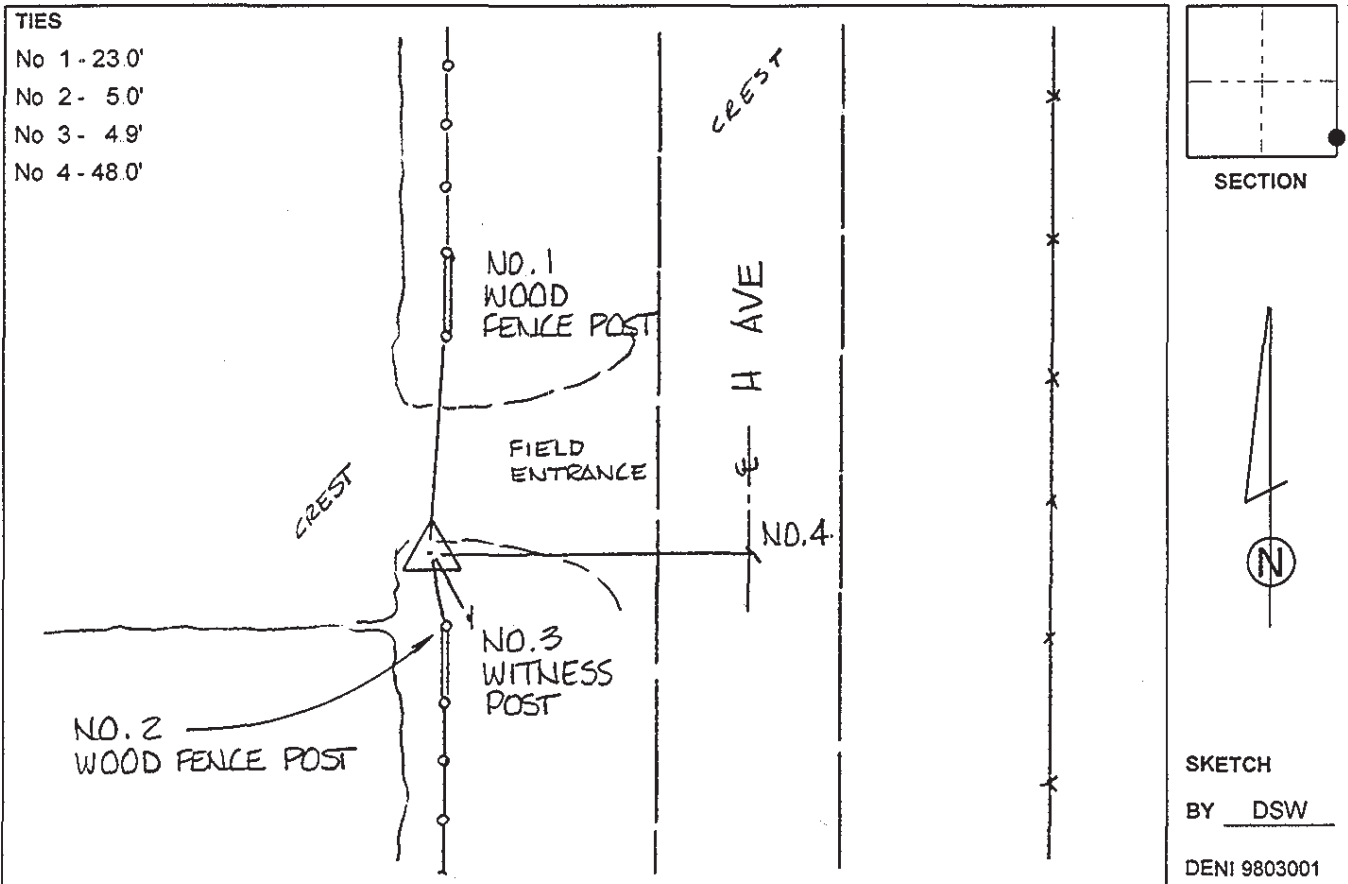 TIES
No 1 - 23.0'
No 2 - 5.0'
No 3 - 4.9'
No 4 - 48.0'
CREST
SECTION
NO. 1
WOOD
FENCE POST
H AVE
℄
FIELD
ENTRANCE
CREST
NO. 4
N
NO. 3
WITNESS
POST
NO. 2
WOOD FENCE POST
SKETCH
BY DSW
DENI 9803001